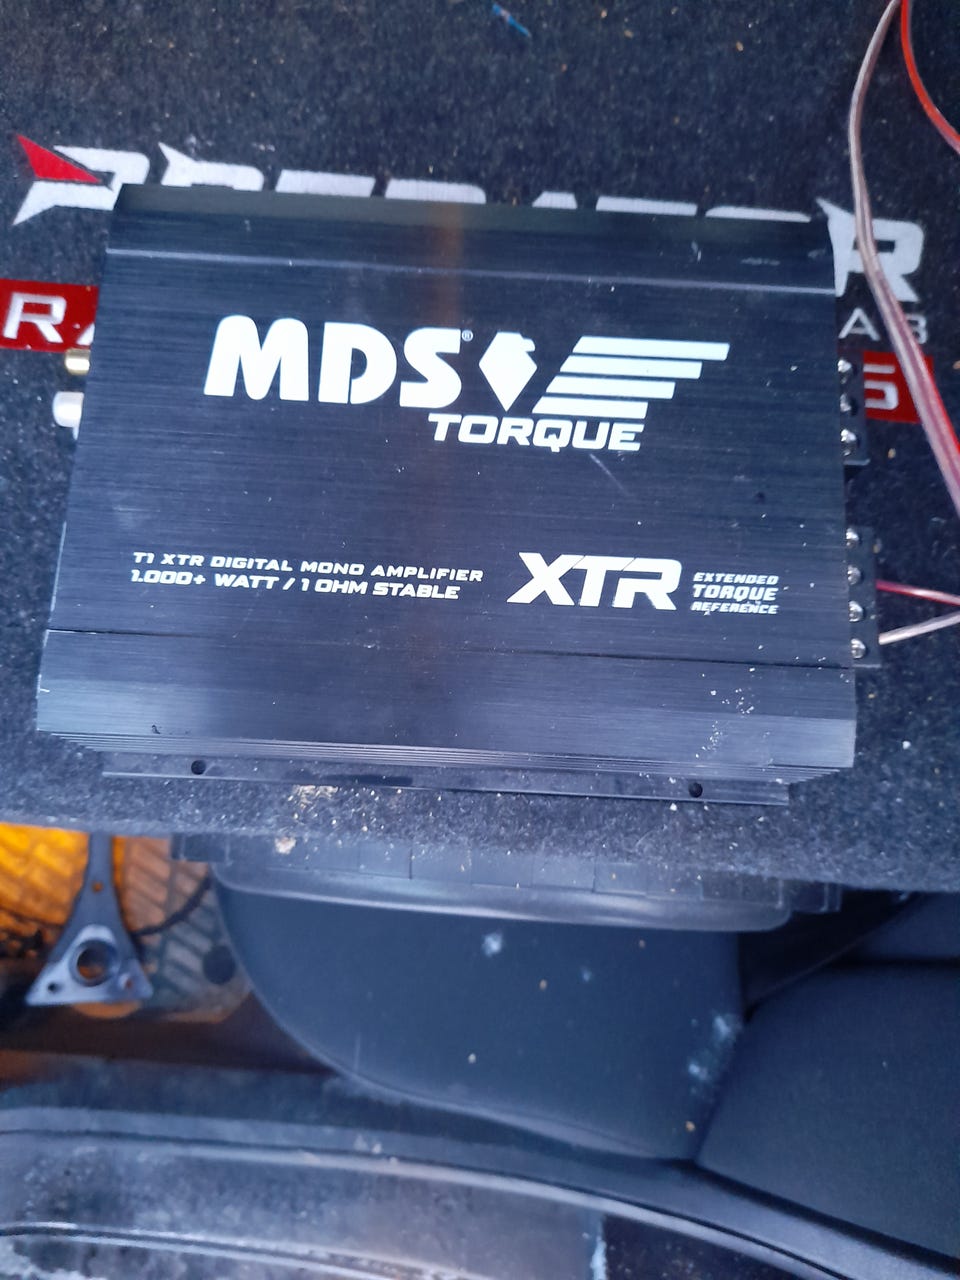 MDS®
TORQUE
T1 XTR DIGITAL MONO AMPLIFIER
1.000+ WATT / 1 OHM STABLE
XTR
EXTENDED
TORQUE
REFERENCE